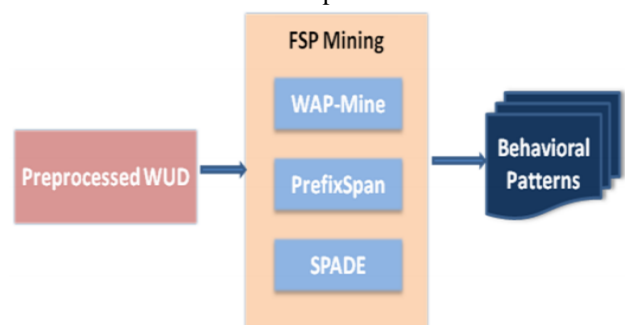 FSP Mining
WAP-Mine
Preprocessed WUD
PrefixSpan
SPADE
Behavioral
Patterns